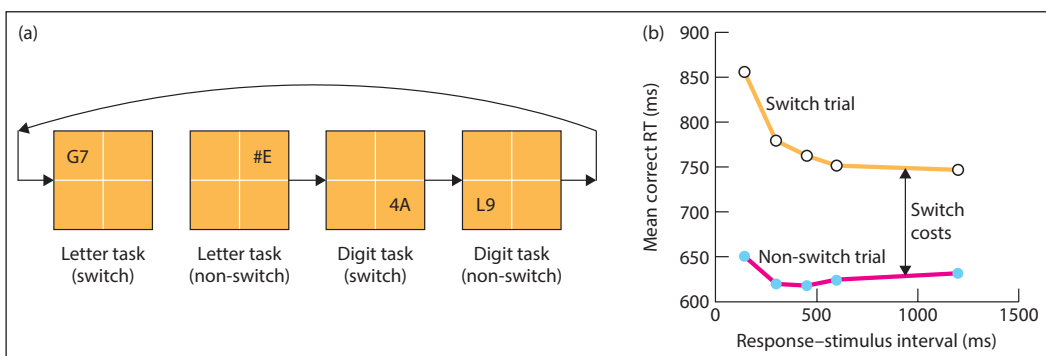 (a)
G7
#E
4A
L9
Letter task
(switch)
Letter task
(non-switch)
Digit task
(switch)
Digit task
(non-switch)
(b)
Mean correct RT (ms)
900
850
800
750
700
650
600
Switch trial
Switch
costs
Non-switch trial
0
500
1000
1500
Response–stimulus interval (ms)